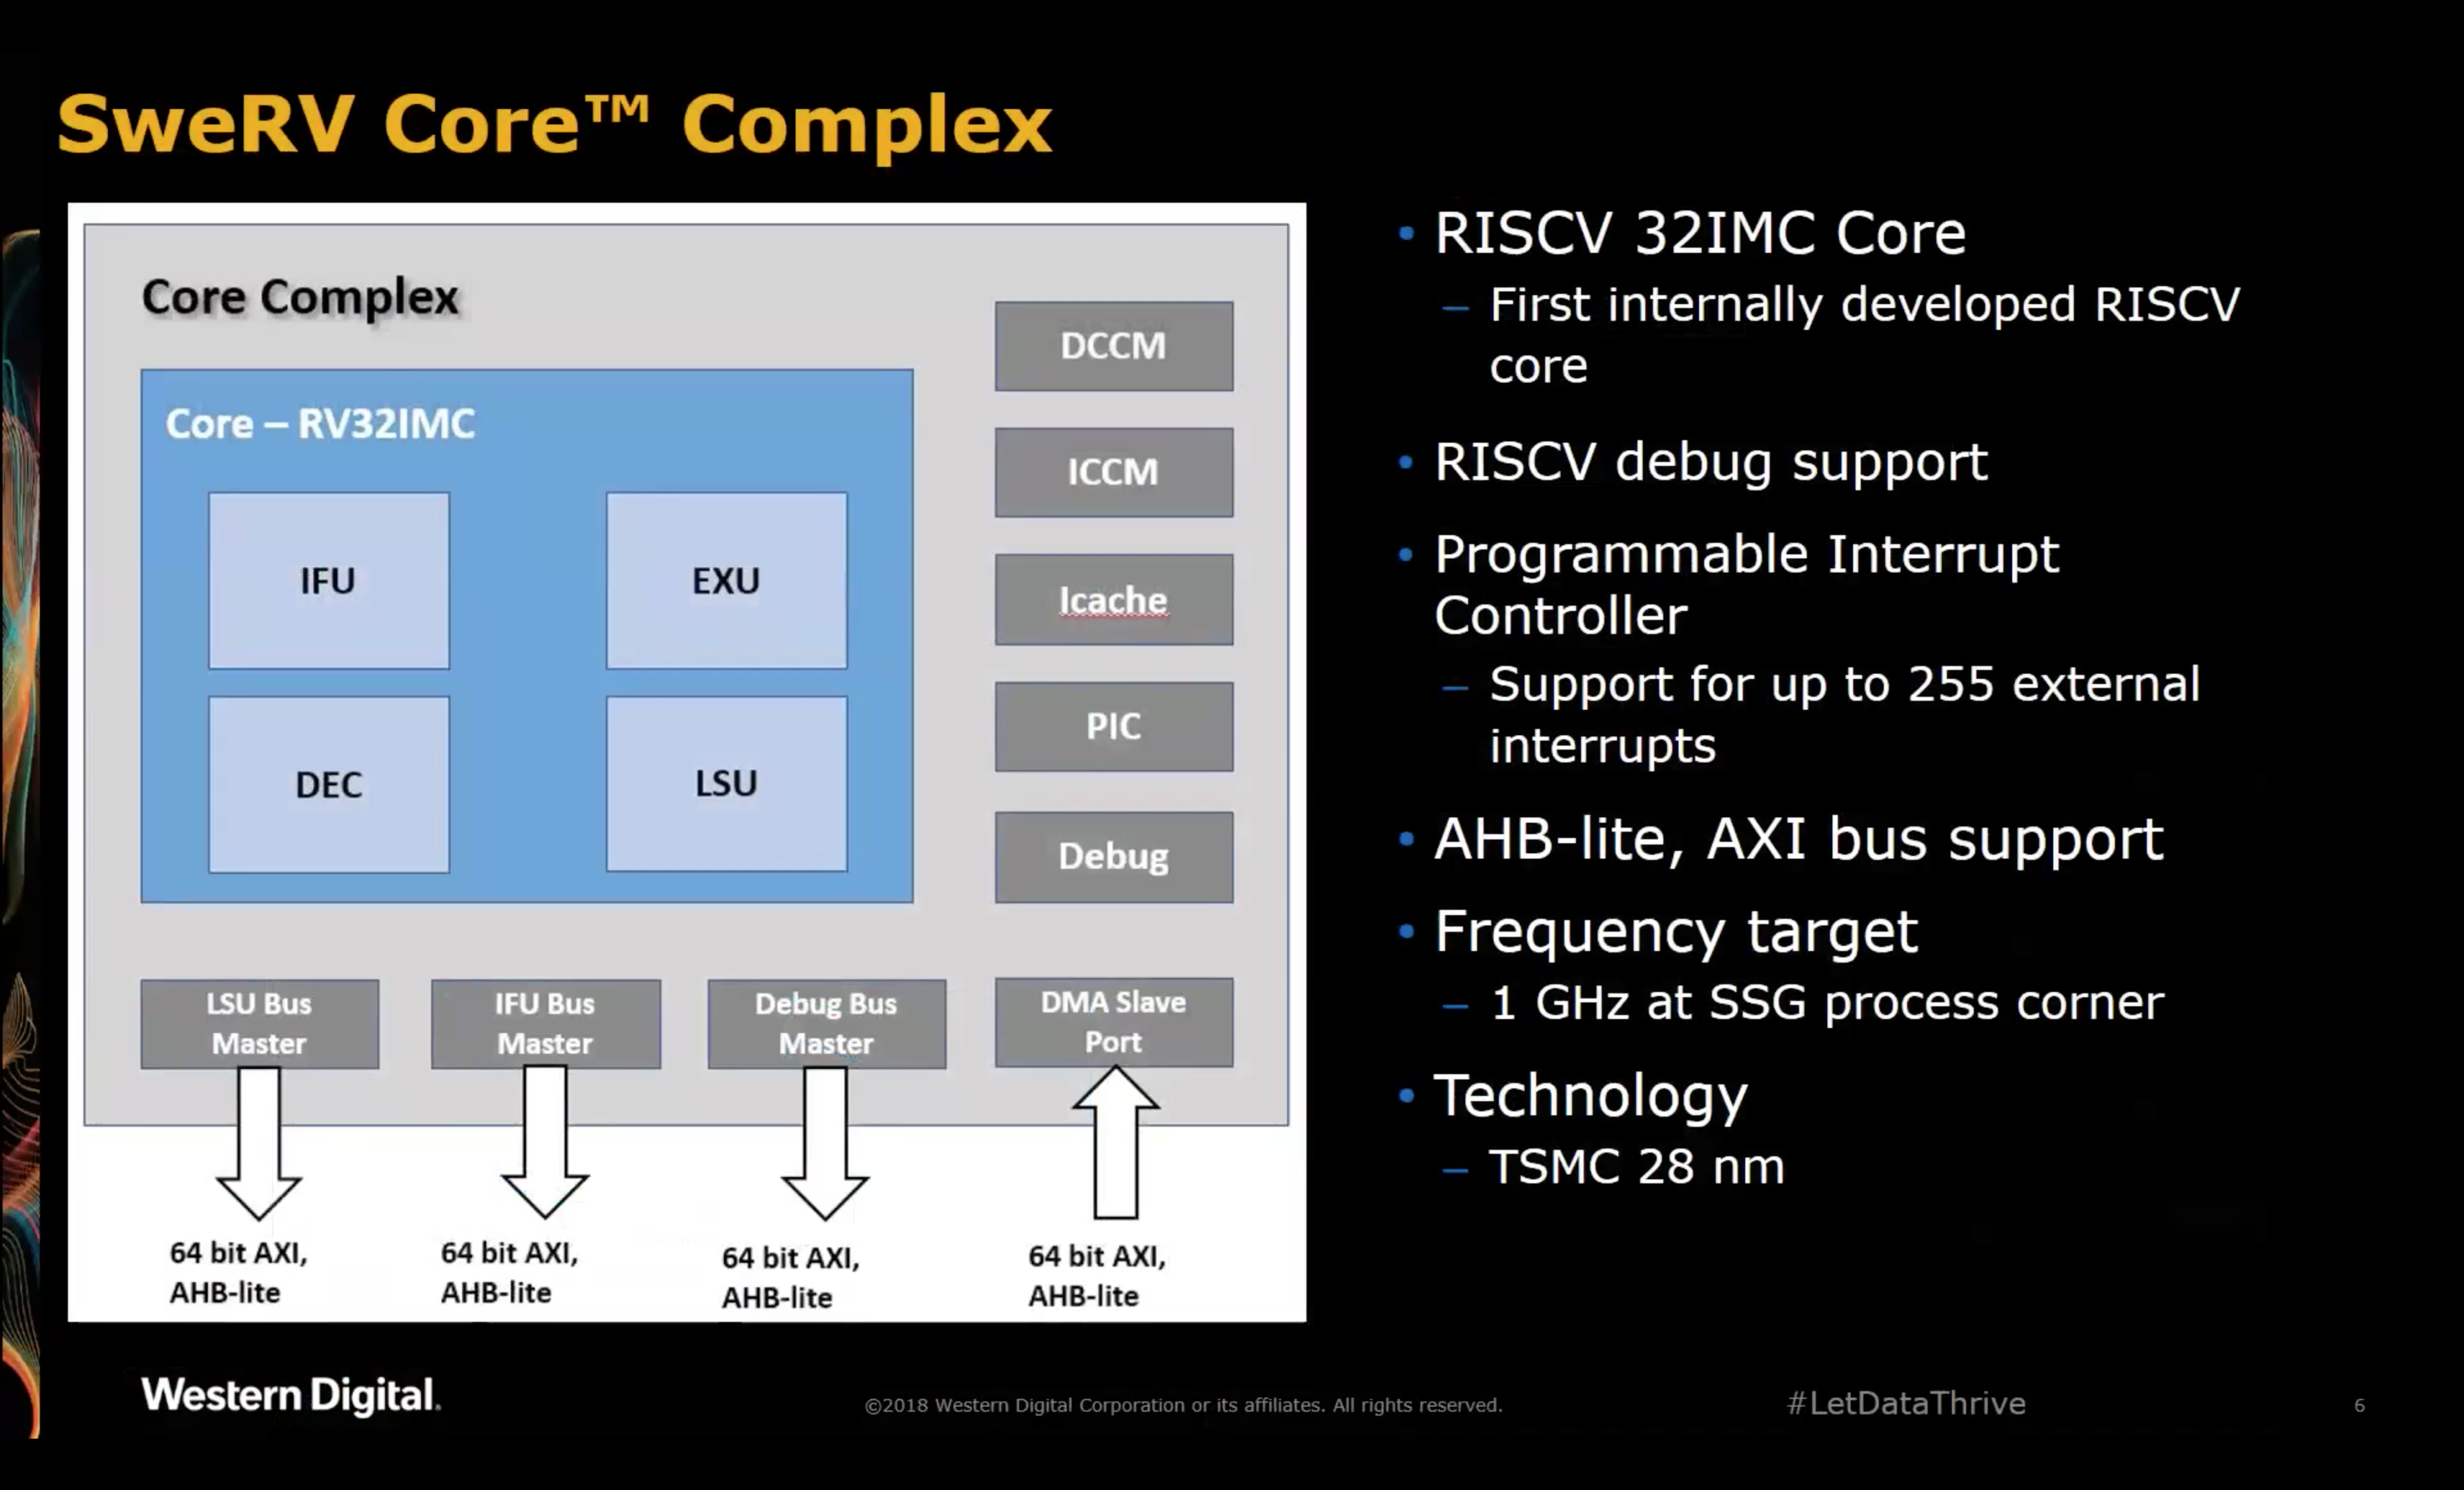 SweRV Core™ Complex
Core Complex
Core – RV32IMC
IFU
EXU
DEC
LSU
DCCM
ICCM
Icache
PIC
Debug
LSU Bus
Master
IFU Bus
Master
Debug Bus
Master
DMA Slave
Port
64 bit AXI,
AHB-lite
64 bit AXI,
AHB-lite
64 bit AXI,
AHB-lite
64 bit AXI,
AHB-lite
• RISCV 32IMC Core
– First internally developed RISCV
core
• RISCV debug support
• Programmable Interrupt
Controller
– Support for up to 255 external
interrupts
• AHB-lite, AXI bus support
• Frequency target
– 1 GHz at SSG process corner
• Technology
– TSMC 28 nm
Western Digital.
©2018 Western Digital Corporation or its affiliates. All rights reserved.
#LetDataThrive
6